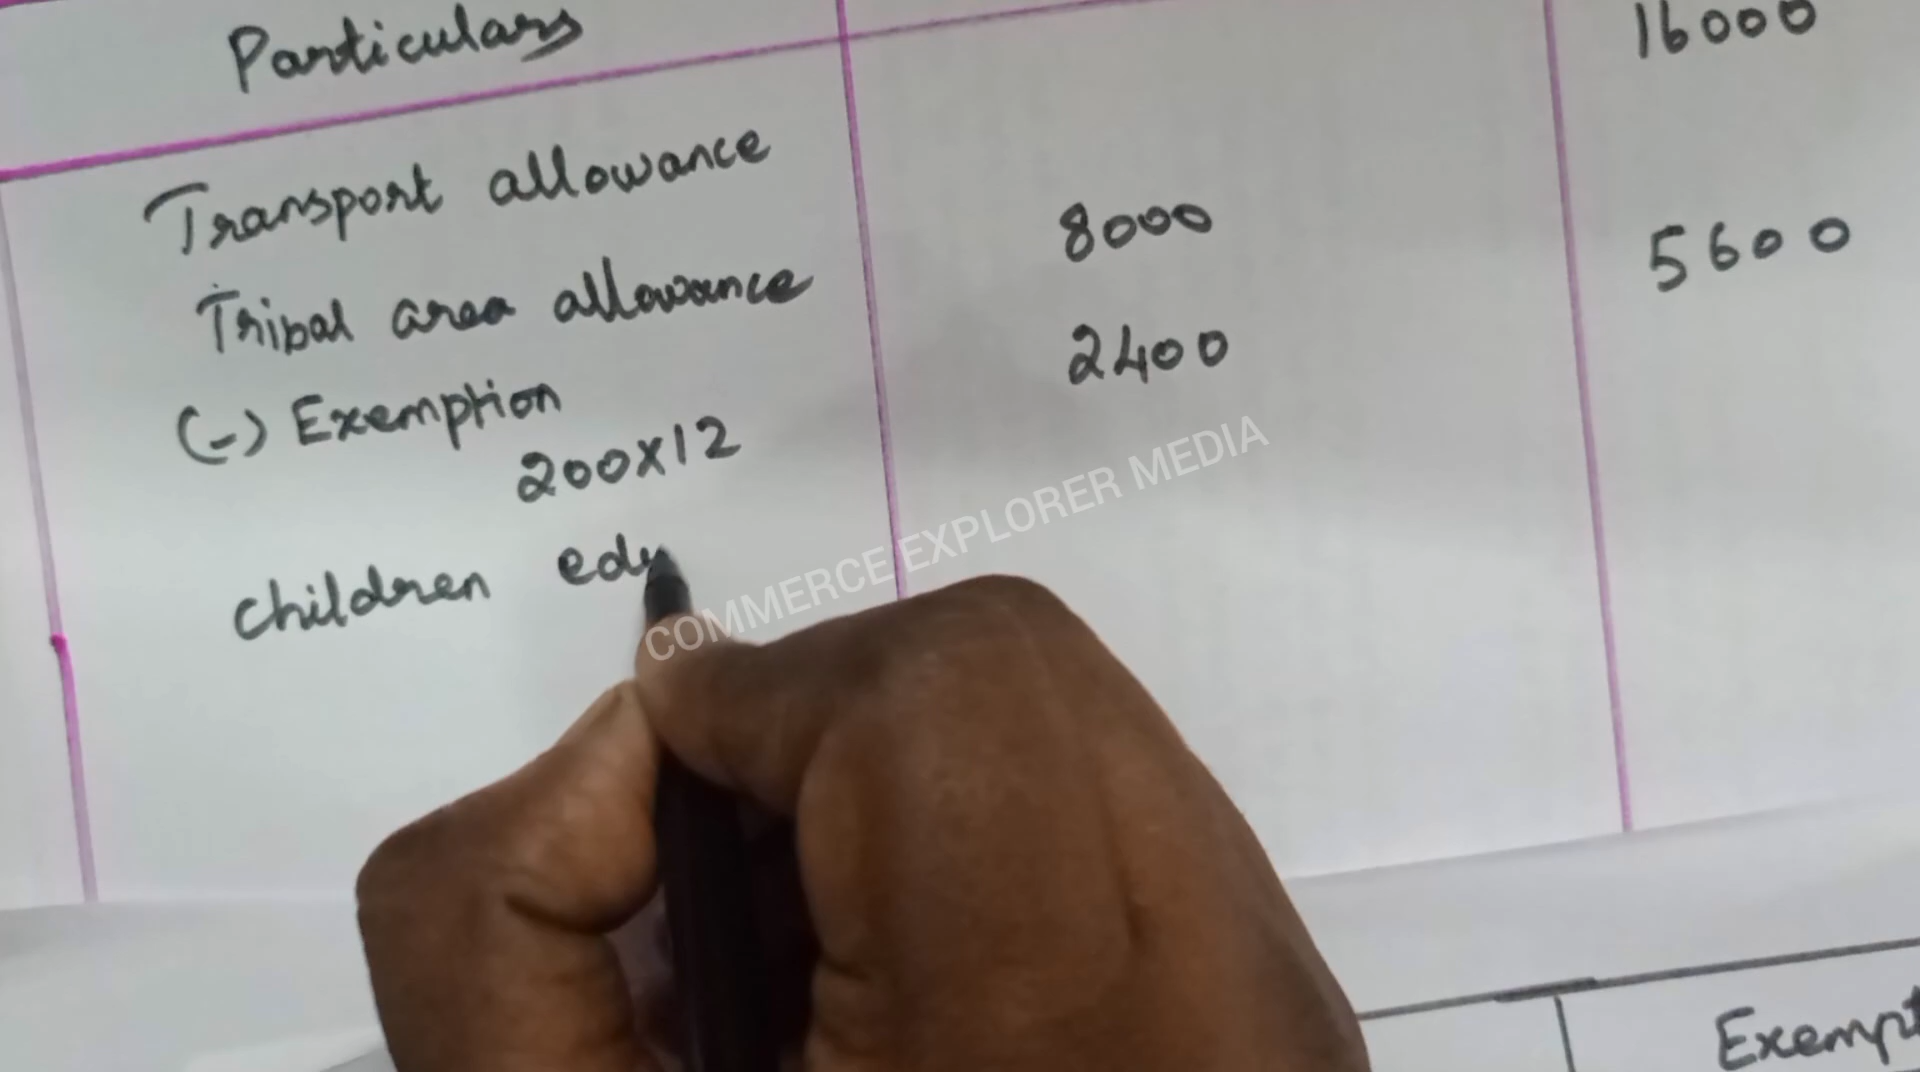 Particulars
Transport allowance 16000
Tribal area allowance 8000
(-) Exemption 2400 5600
200x12
children edu
COMMERCE EXPLORER MEDIA